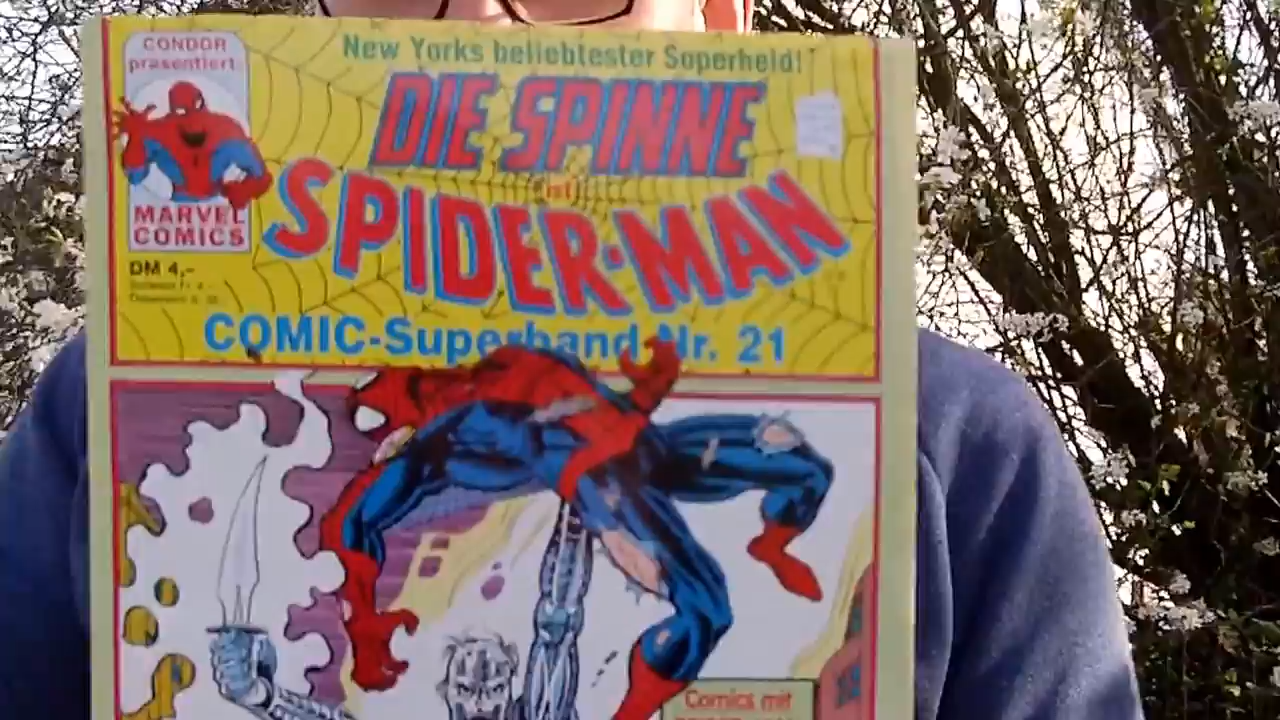 CONDOR
präsentiert:
MARVEL
COMICS
New Yorks beliebtester Superheld!
DIE SPINNE
ist
SPIDER-MAN
DM 4,-
COMIC-Superband Nr. 21
Comics mit